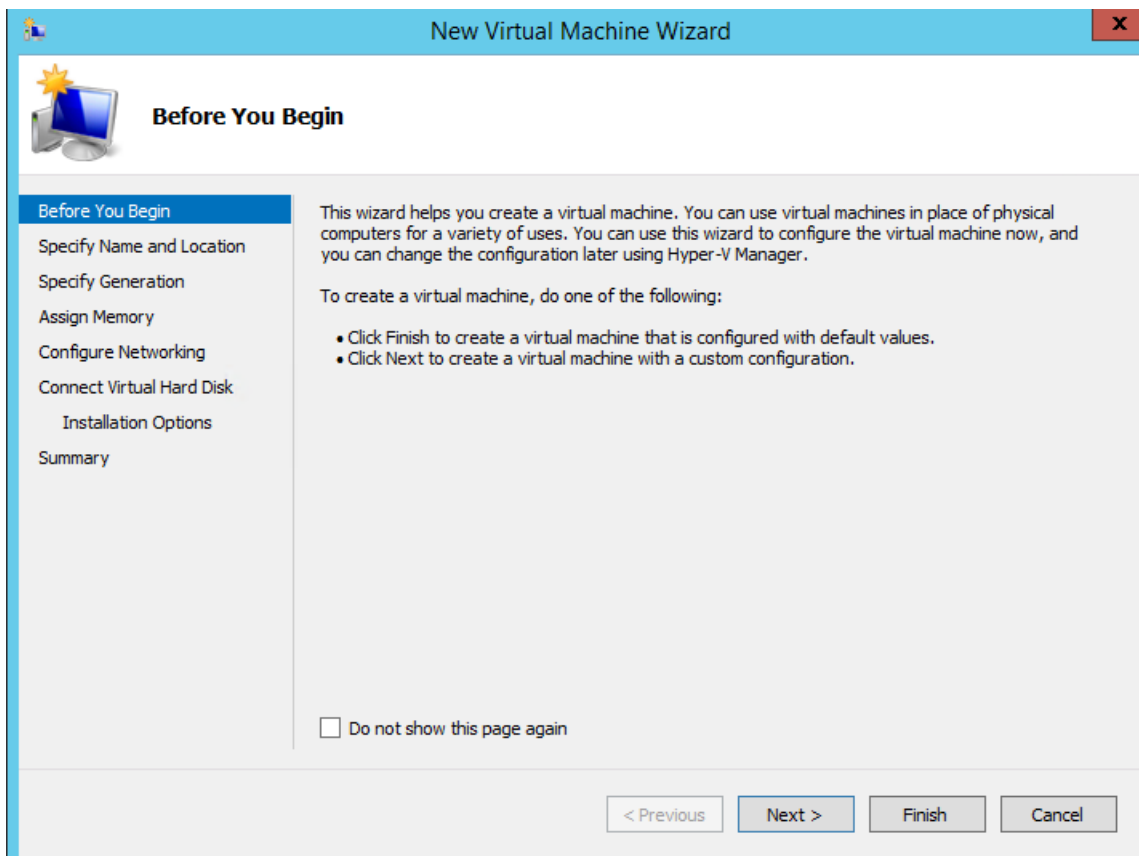 New Virtual Machine Wizard
x
Before You Begin
Before You Begin
Specify Name and Location
Specify Generation
Assign Memory
Configure Networking
Connect Virtual Hard Disk
Installation Options
Summary
This wizard helps you create a virtual machine. You can use virtual machines in place of physical
computers for a variety of uses. You can use this wizard to configure the virtual machine now, and
you can change the configuration later using Hyper-V Manager.
To create a virtual machine, do one of the following:
• Click Finish to create a virtual machine that is configured with default values.
• Click Next to create a virtual machine with a custom configuration.
Do not show this page again
< Previous
Next >
Finish
Cancel